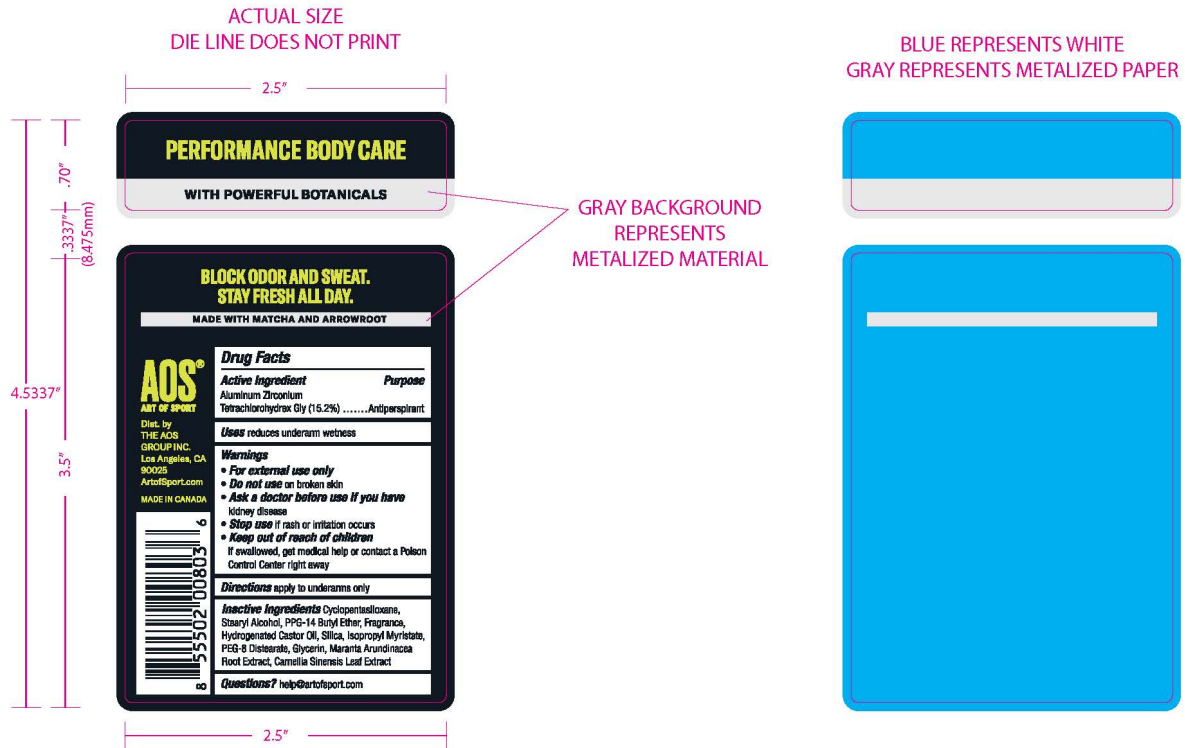 ACTUAL SIZE
DIE LINE DOES NOT PRINT
2.5"
.70"
.3337"
(8.475mm)
4.5337"
3.5"
PERFORMANCE BODY CARE
WITH POWERFUL BOTANICALS
GRAY BACKGROUND
REPRESENTS
METALIZED MATERIAL
BLOCK ODOR AND SWEAT.
STAY FRESH ALL DAY.
MADE WITH MATCHA AND ARROWROOT
AOS®
ART OF SPORT
Dist. by
THE AOS
GROUP INC.
Los Angeles, CA
90025
ArtofSport.com
MADE IN CANADA
8 55502 00803 6
Drug Facts
Active Ingredient Purpose
Aluminum Zirconium
Tetrachlorohydrex Gly (15.2%) .......Antiperspirant
Uses reduces underarm wetness
Warnings
• For external use only
• Do not use on broken skin
• Ask a doctor before use if you have
kidney disease
• Stop use if rash or irritation occurs
• Keep out of reach of children
If swallowed, get medical help or contact a Poison
Control Center right away
Directions apply to underarms only
Inactive Ingredients Cyclopentasiloxane,
Stearyl Alcohol, PPG-14 Butyl Ether, Fragrance,
Hydrogenated Castor Oil, Silica, Isopropyl Myristate,
PEG-8 Distearate, Glycerin, Maranta Arundinacea
Root Extract, Camellia Sinensis Leaf Extract
Questions? help@artofsport.com
2.5"
BLUE REPRESENTS WHITE
GRAY REPRESENTS METALIZED PAPER